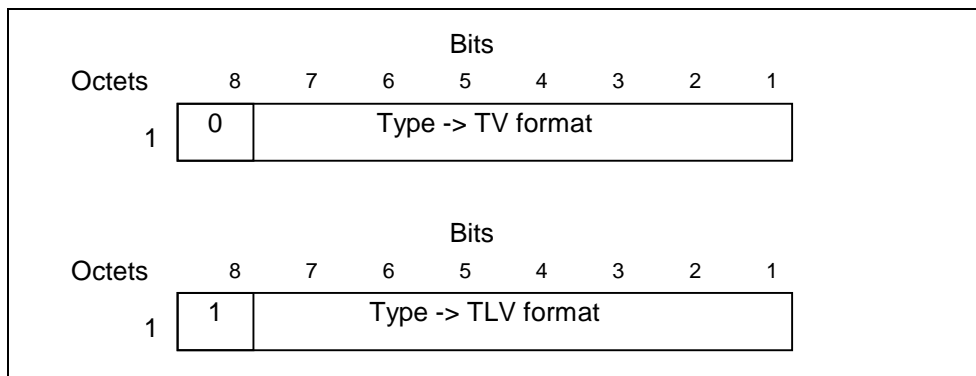 Bits
Octets 8 7 6 5 4 3 2 1
1 0 Type -> TV format
Bits
Octets 8 7 6 5 4 3 2 1
1 1 Type -> TLV format